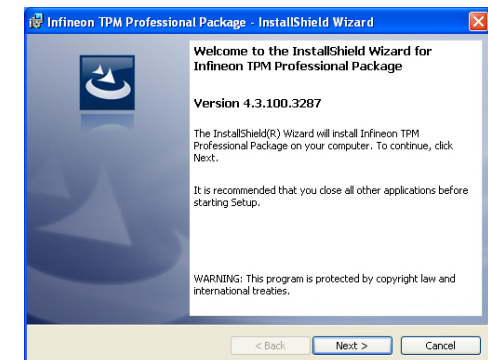 Infineon TPM Professional Package - InstallShield Wizard
Welcome to the InstallShield Wizard for
Infineon TPM Professional Package
Version 4.3.100.3287
The InstallShield(R) Wizard will install Infineon TPM
Professional Package on your computer. To continue, click
Next.
It is recommended that you close all other applications before
starting Setup.
WARNING: This program is protected by copyright law and
international treaties.
< Back Next > Cancel